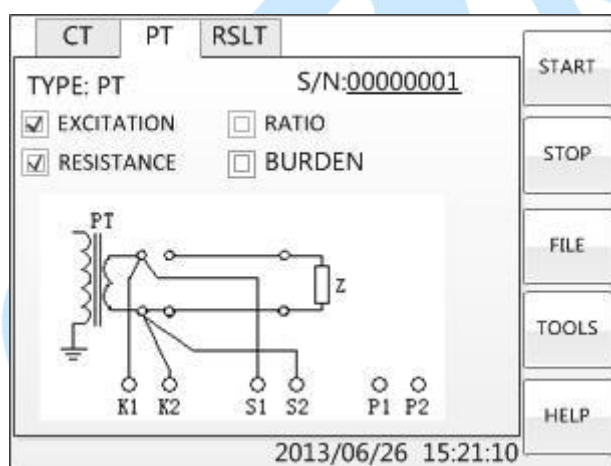 CT PT RSLT
TYPE: PT S/N:00000001
EXCITATION RATIO
RESISTANCE BURDEN
PT
Z
K1 K2 S1 S2 P1 P2
2013/06/26 15:21:10
START
STOP
FILE
TOOLS
HELP